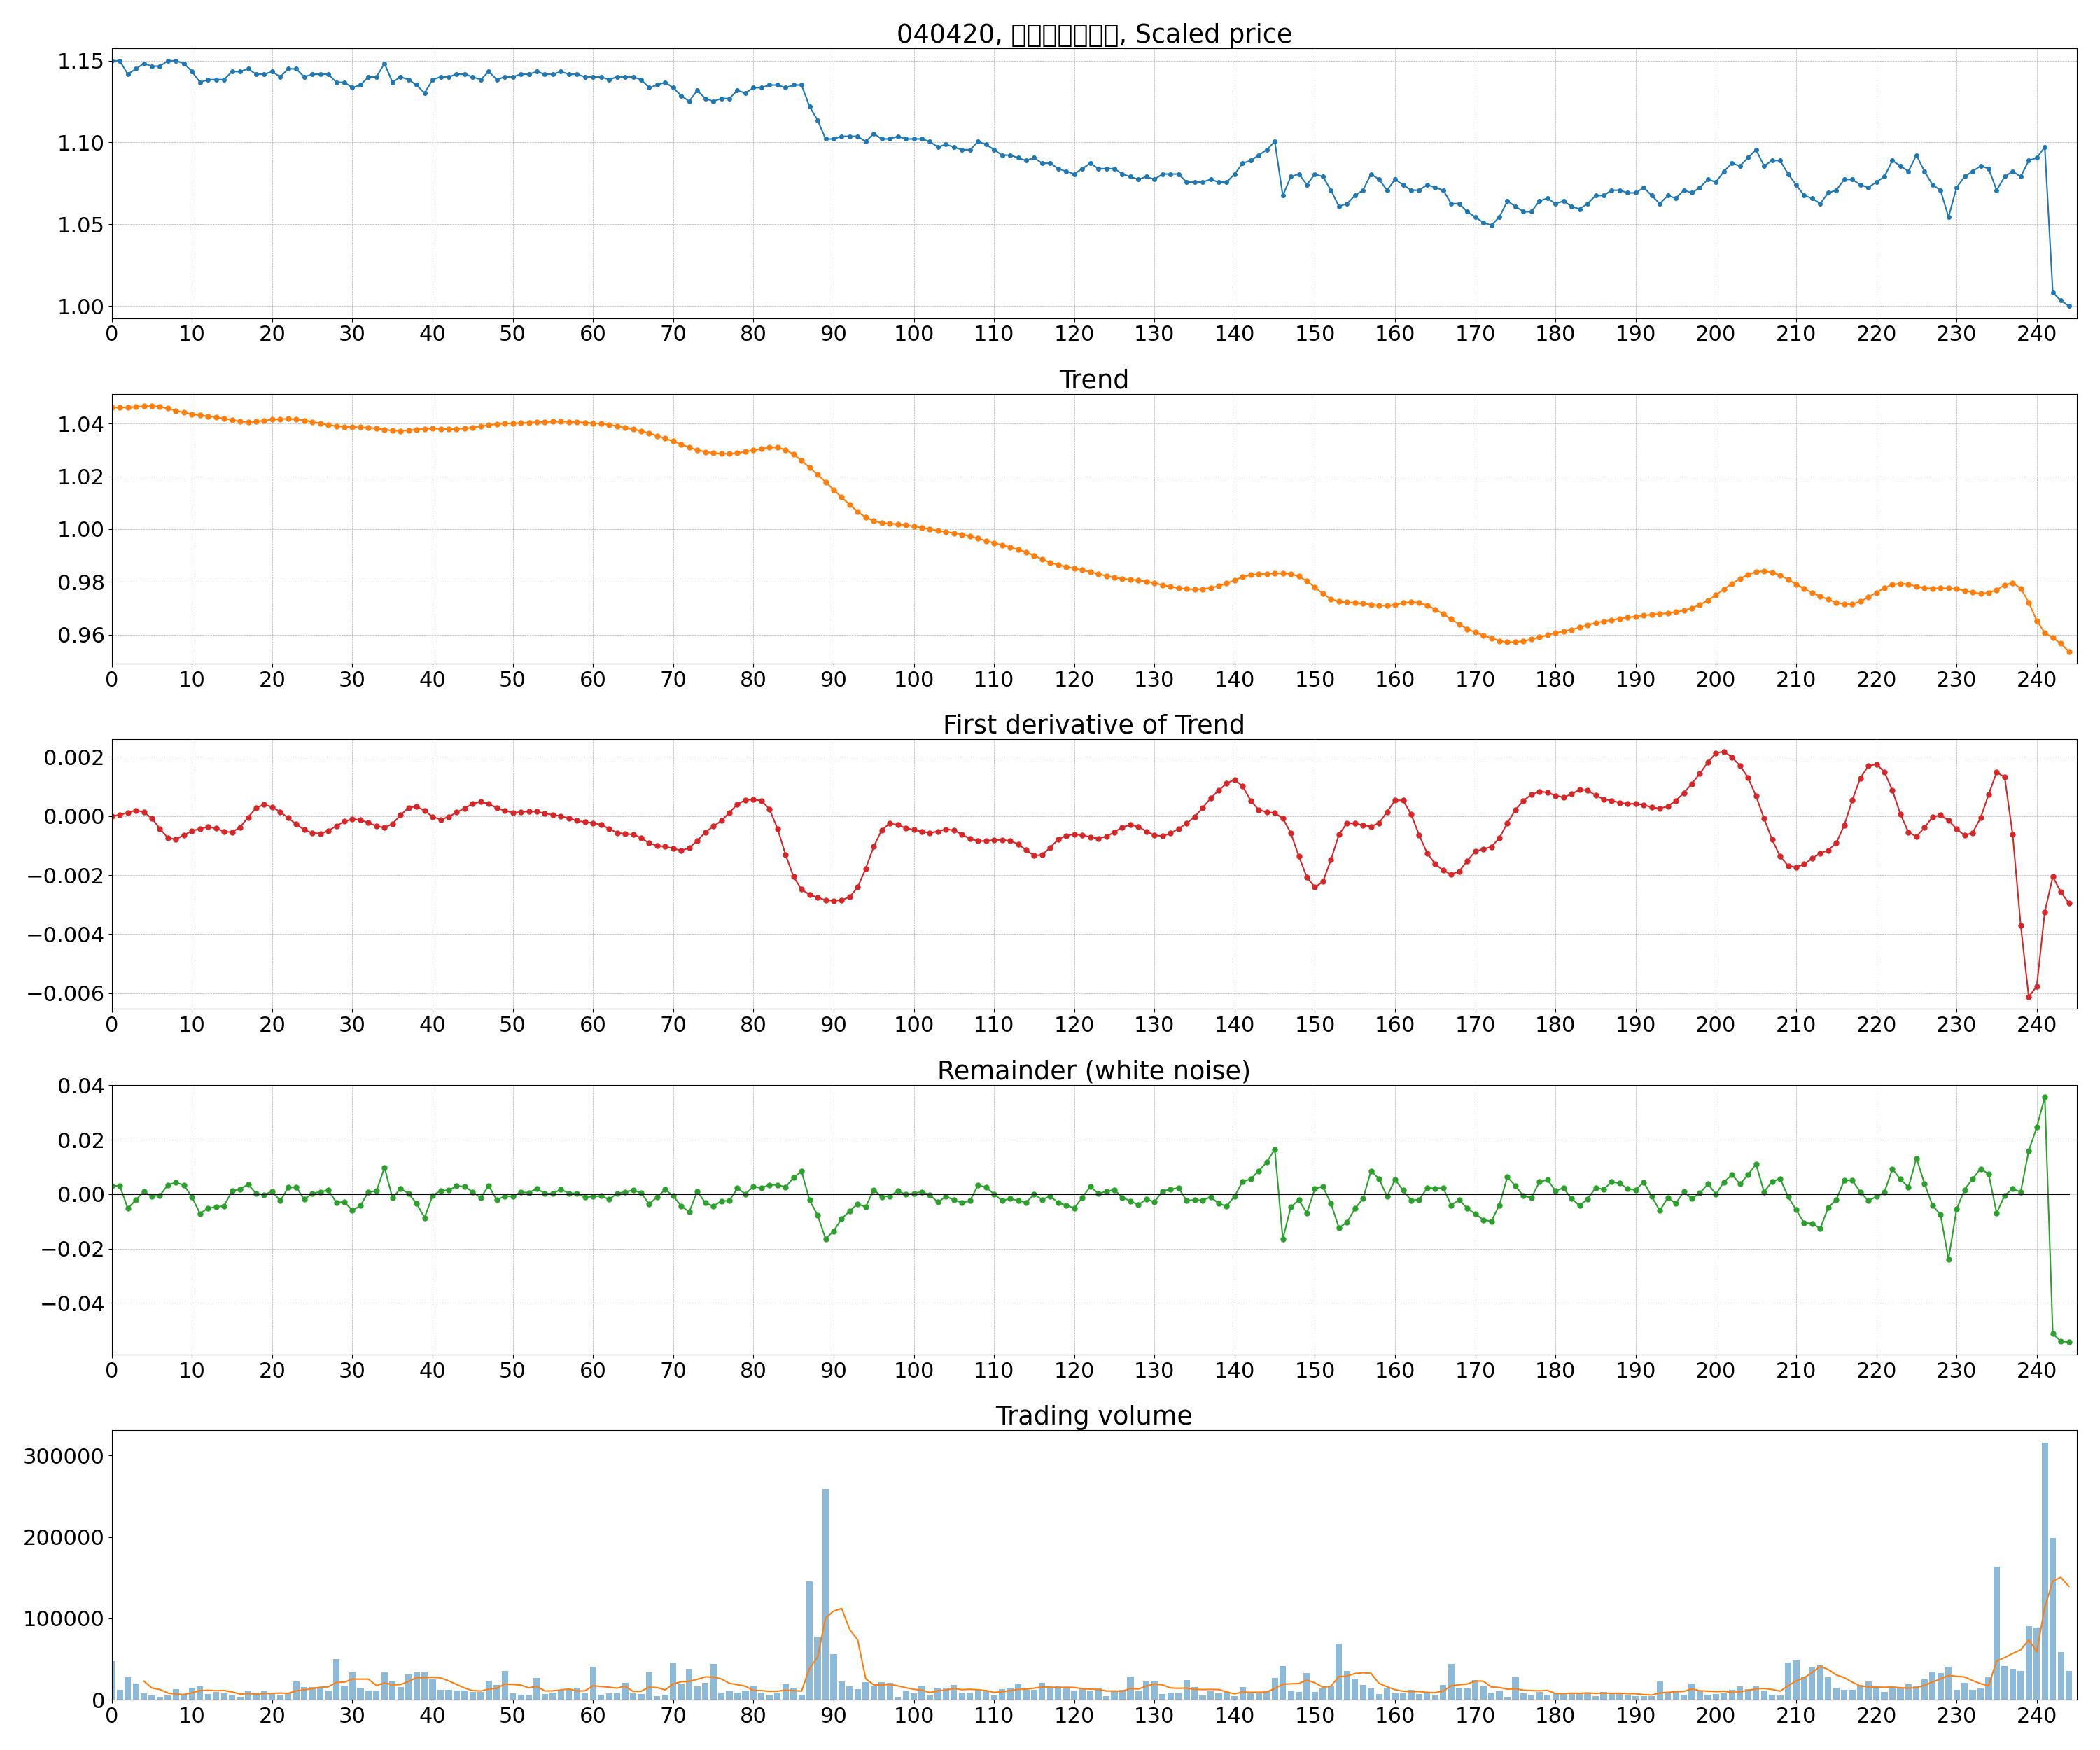 040420, □□□□□□□, Scaled price
1.15
1.10
1.05
1.00
0 10 20 30 40 50 60 70 80 90 100 110 120 130 140 150 160 170 180 190 200 210 220 230 240
Trend
1.04
1.02
1.00
0.98
0.96
0 10 20 30 40 50 60 70 80 90 100 110 120 130 140 150 160 170 180 190 200 210 220 230 240
First derivative of Trend
0.002
0.000
−0.002
−0.004
−0.006
0 10 20 30 40 50 60 70 80 90 100 110 120 130 140 150 160 170 180 190 200 210 220 230 240
Remainder (white noise)
0.04
0.02
0.00
−0.02
−0.04
0 10 20 30 40 50 60 70 80 90 100 110 120 130 140 150 160 170 180 190 200 210 220 230 240
Trading volume
300000
200000
100000
0
0 10 20 30 40 50 60 70 80 90 100 110 120 130 140 150 160 170 180 190 200 210 220 230 240